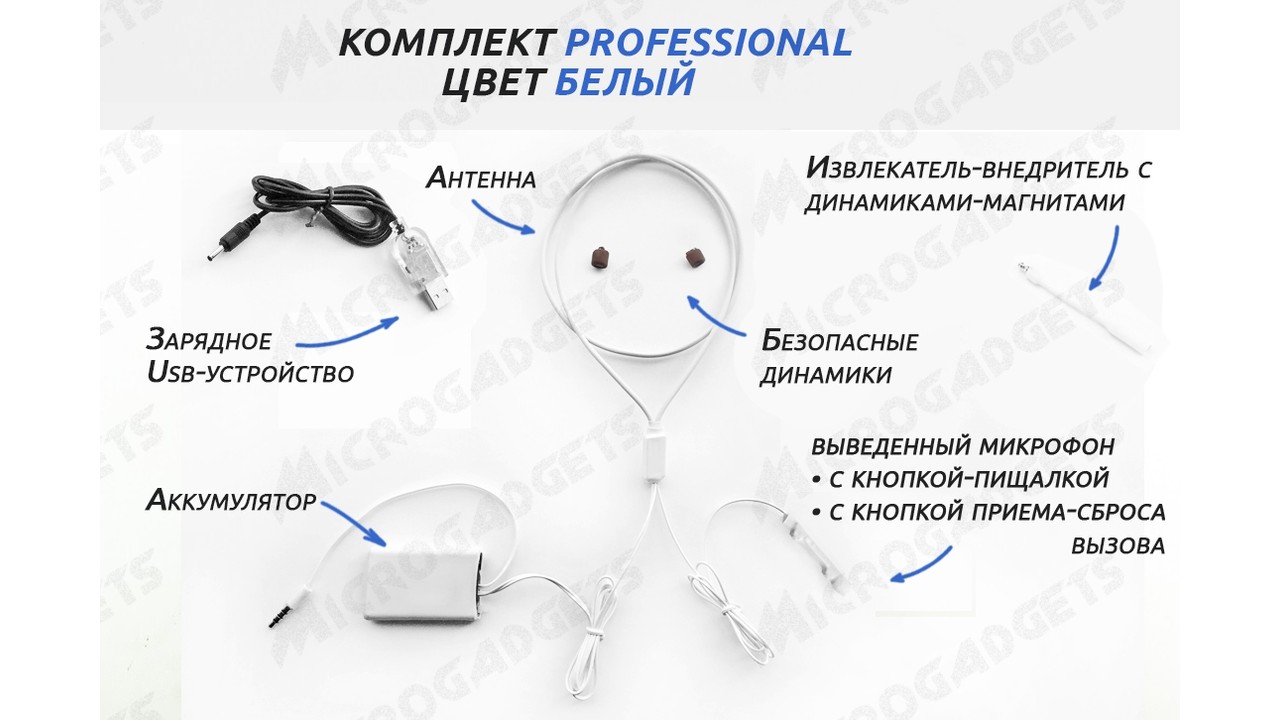 КОМПЛЕКТ PROFESSIONAL
ЦВЕТ БЕЛЫЙ
MICROGADGETS
Антенна
Извлекатель-внедритель с
динамиками-магнитами
Зарядное
Usb-устройство
Безопасные
динамики
выведенный микрофон
• с кнопкой-пищалкой
• с кнопкой приема-сброса
вызова
Аккумулятор